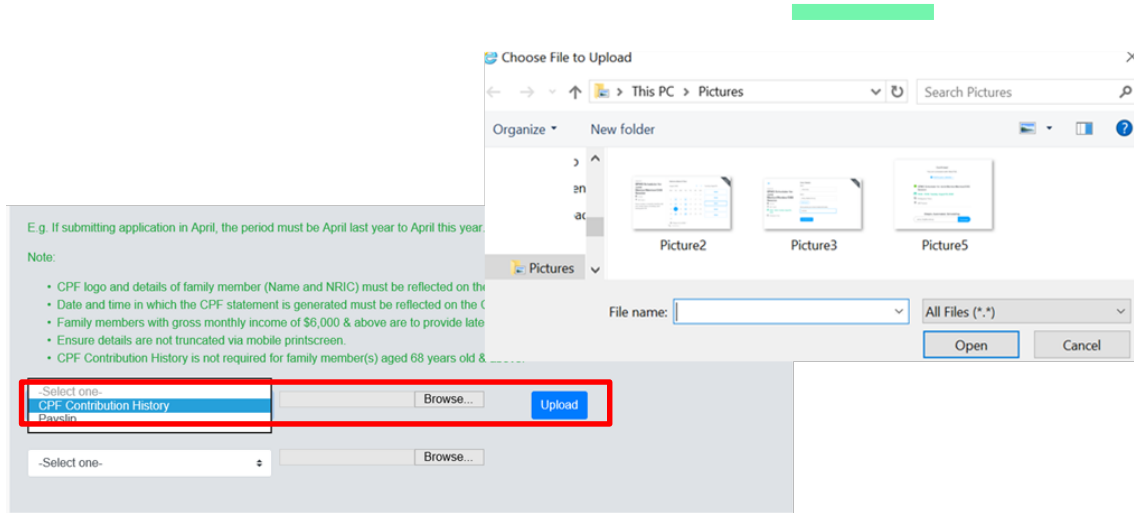 Choose File to Upload
This PC > Pictures
Search Pictures
Organize
New folder
Picture2
Picture3
Picture5
Pictures
File name:
All Files (*.*)
Open
Cancel
E.g. If submitting application in April, the period must be April last year to April this year.
Note:
• CPF logo and details of family member (Name and NRIC) must be reflected on the
• Date and time in which the CPF statement is generated must be reflected on the
• Family members with gross monthly income of $6,000 & above are to provide late
• Ensure details are not truncated via mobile printscreen.
• CPF Contribution History is not required for family member(s) aged 68 years old &
-Select one-
CPF Contribution History
Payslip
Browse...
Upload
-Select one-
Browse...